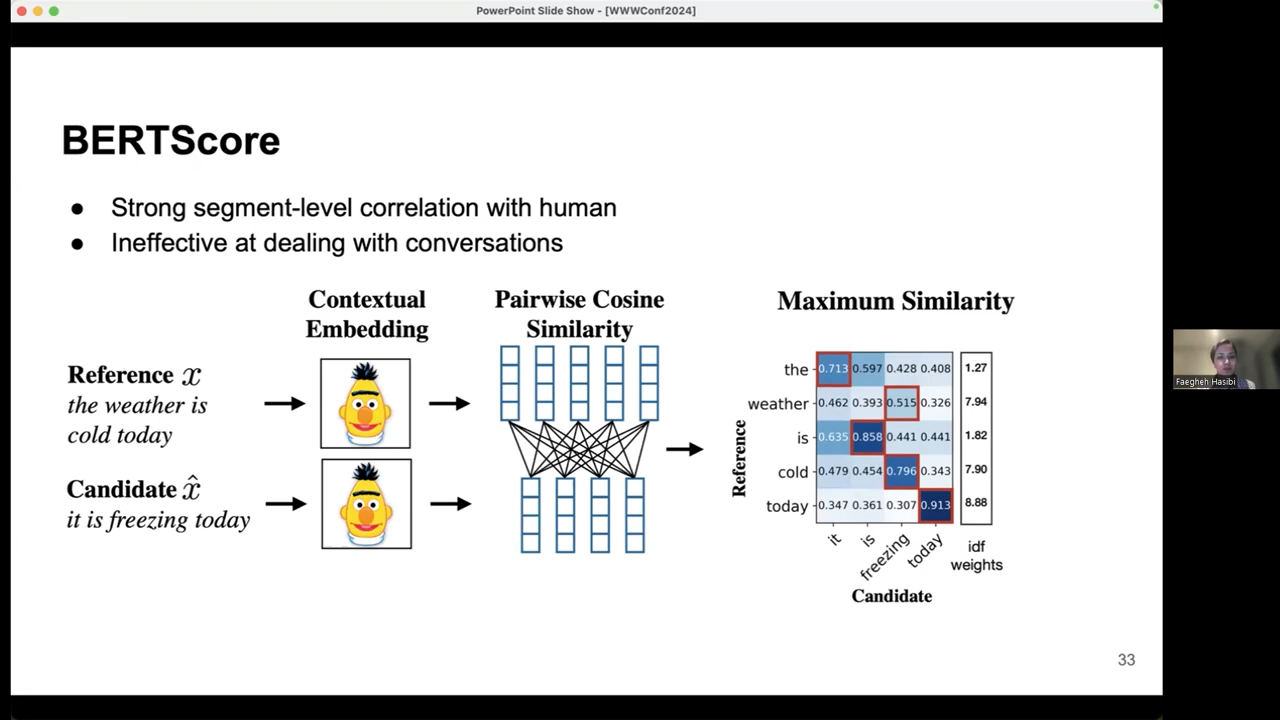 PowerPoint Slide Show - [WWWConf2024]
BERTScore
● Strong segment-level correlation with human
● Ineffective at dealing with conversations
Contextual
Embedding
Pairwise Cosine
Similarity
Maximum Similarity
Reference x
the weather is
cold today
Candidate x̂
it is freezing today
Reference
the 0.713 0.597 0.428 0.408 1.27
weather 0.462 0.393 0.515 0.326 7.94
is 0.635 0.858 0.441 0.441 1.82
cold 0.479 0.454 0.796 0.343 7.90
today 0.347 0.361 0.307 0.913 8.88
it is freezing today
idf
weights
Candidate
33
Faegheh Hasibi